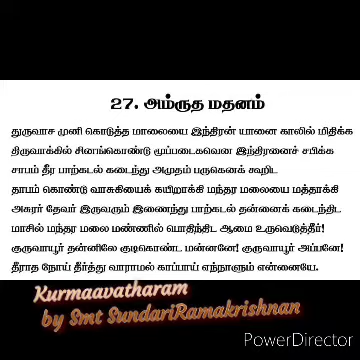 27. அம்ருத மதனம்
துருவாச முனி கொடுத்த மாலையை இந்திரன் யானை காலில் மிதிக்க
திருவாக்கில் சினங்கொண்டு மூப்படைகவென இந்திரனைச் சபிக்க
சாபம் தீர பாற்கடல் கடைந்து அமுதம் பருகெனக் கூறிட
தாபம் கொண்டு வாசுகியைக் கயிறாக்கி மந்தர மலையை மத்தாக்கி
அசுரர் தேவர் இருவரும் இணைந்து பாற்கடல் தன்னைக் கடைந்திட
மாசில் மந்தர மலை மண்ணில் பொதிந்திட ஆமை உருவெடுத்தீர்!
குருவாயூர் தன்னிலே குடிகொண்ட மன்னனே! குருவாயூர் அப்பனே!
தீராத நோய் தீர்த்து வாராமல் காப்பாய் எந்நாளும் என்னையே.
Kurmaavatharam
by Smt SundariRamakrishnan
PowerDirector